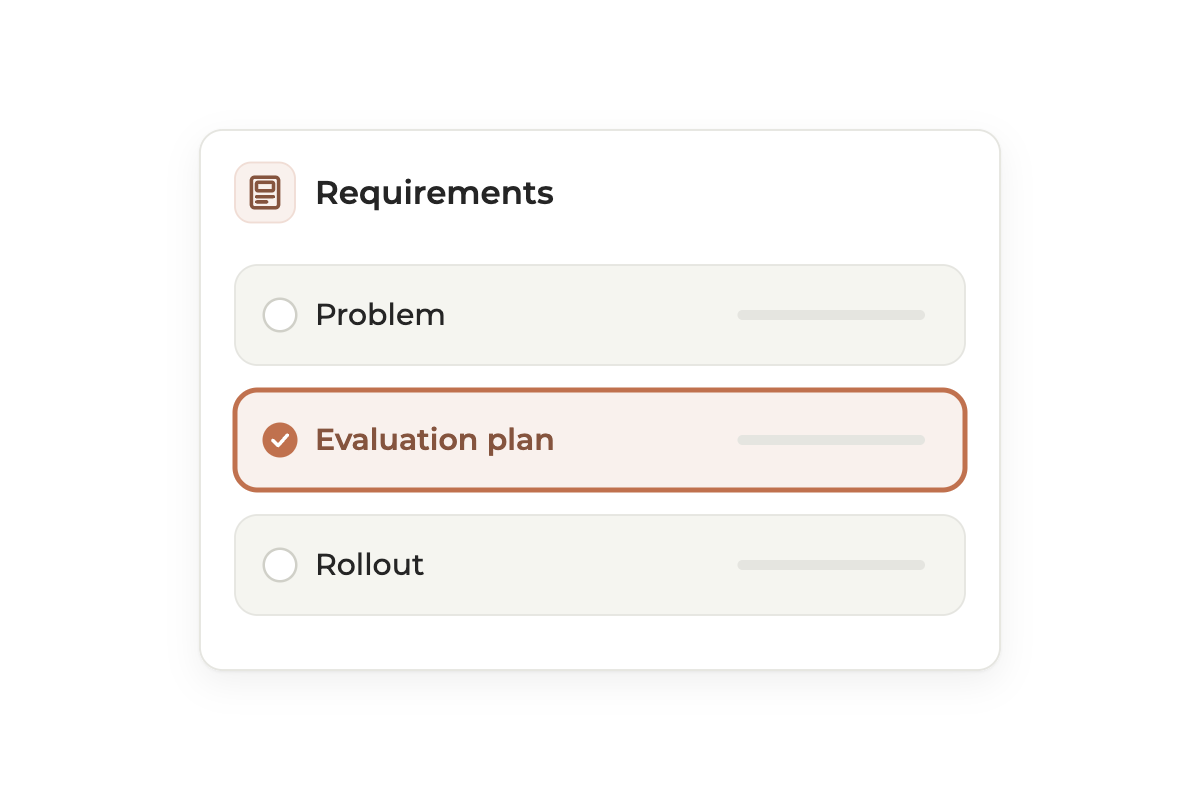 Requirements
Problem
Evaluation plan
Rollout